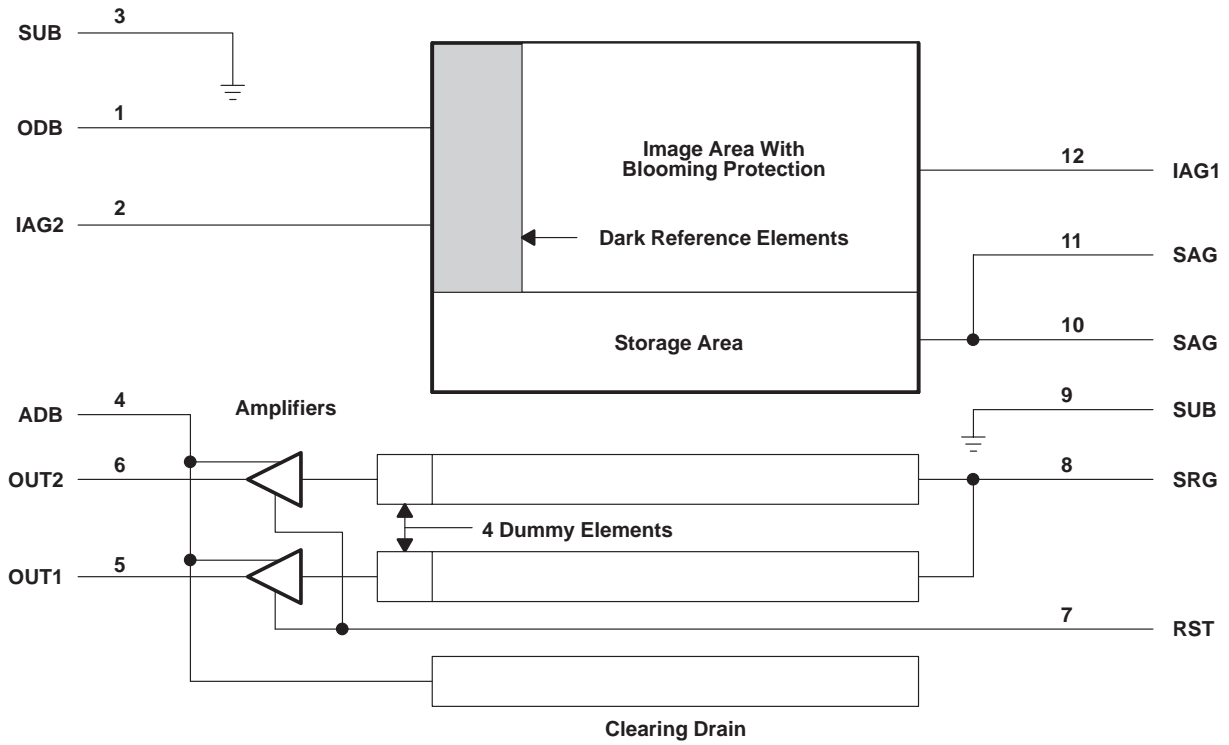 SUB 3
ODB 1
IAG2 2
Image Area With
Blooming Protection
Dark Reference Elements
12 IAG1
11 SAG
Storage Area
10 SAG
ADB 4
Amplifiers
9 SUB
OUT2 6
8 SRG
4 Dummy Elements
OUT1 5
7 RST
Clearing Drain